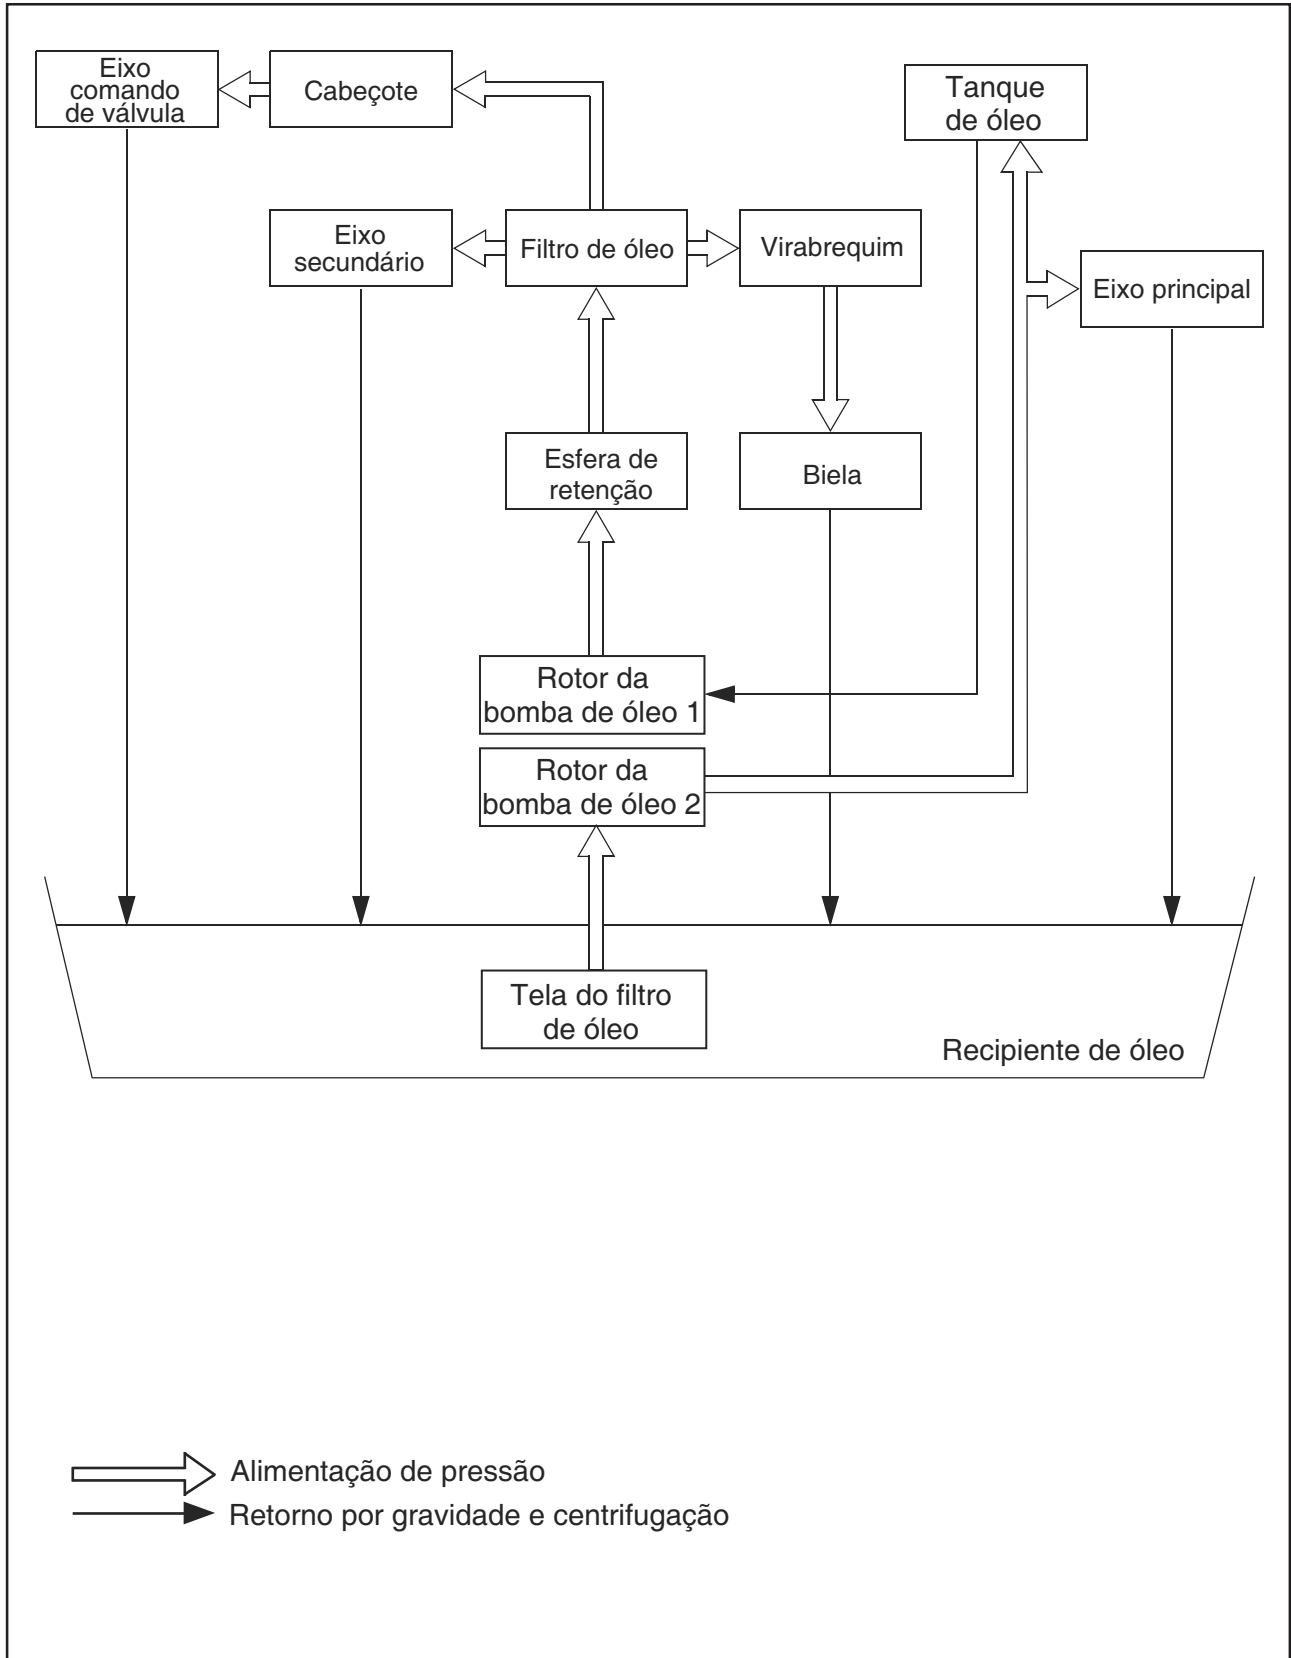 Eixo
comando
de válvula
Cabeçote
Tanque
de óleo
Eixo
secundário
Filtro de óleo
Virabrequim
Eixo principal
Esfera de
retenção
Biela
Rotor da
bomba de óleo 1
Rotor da
bomba de óleo 2
Tela do filtro
de óleo
Recipiente de óleo
Alimentação de pressão
Retorno por gravidade e centrifugação